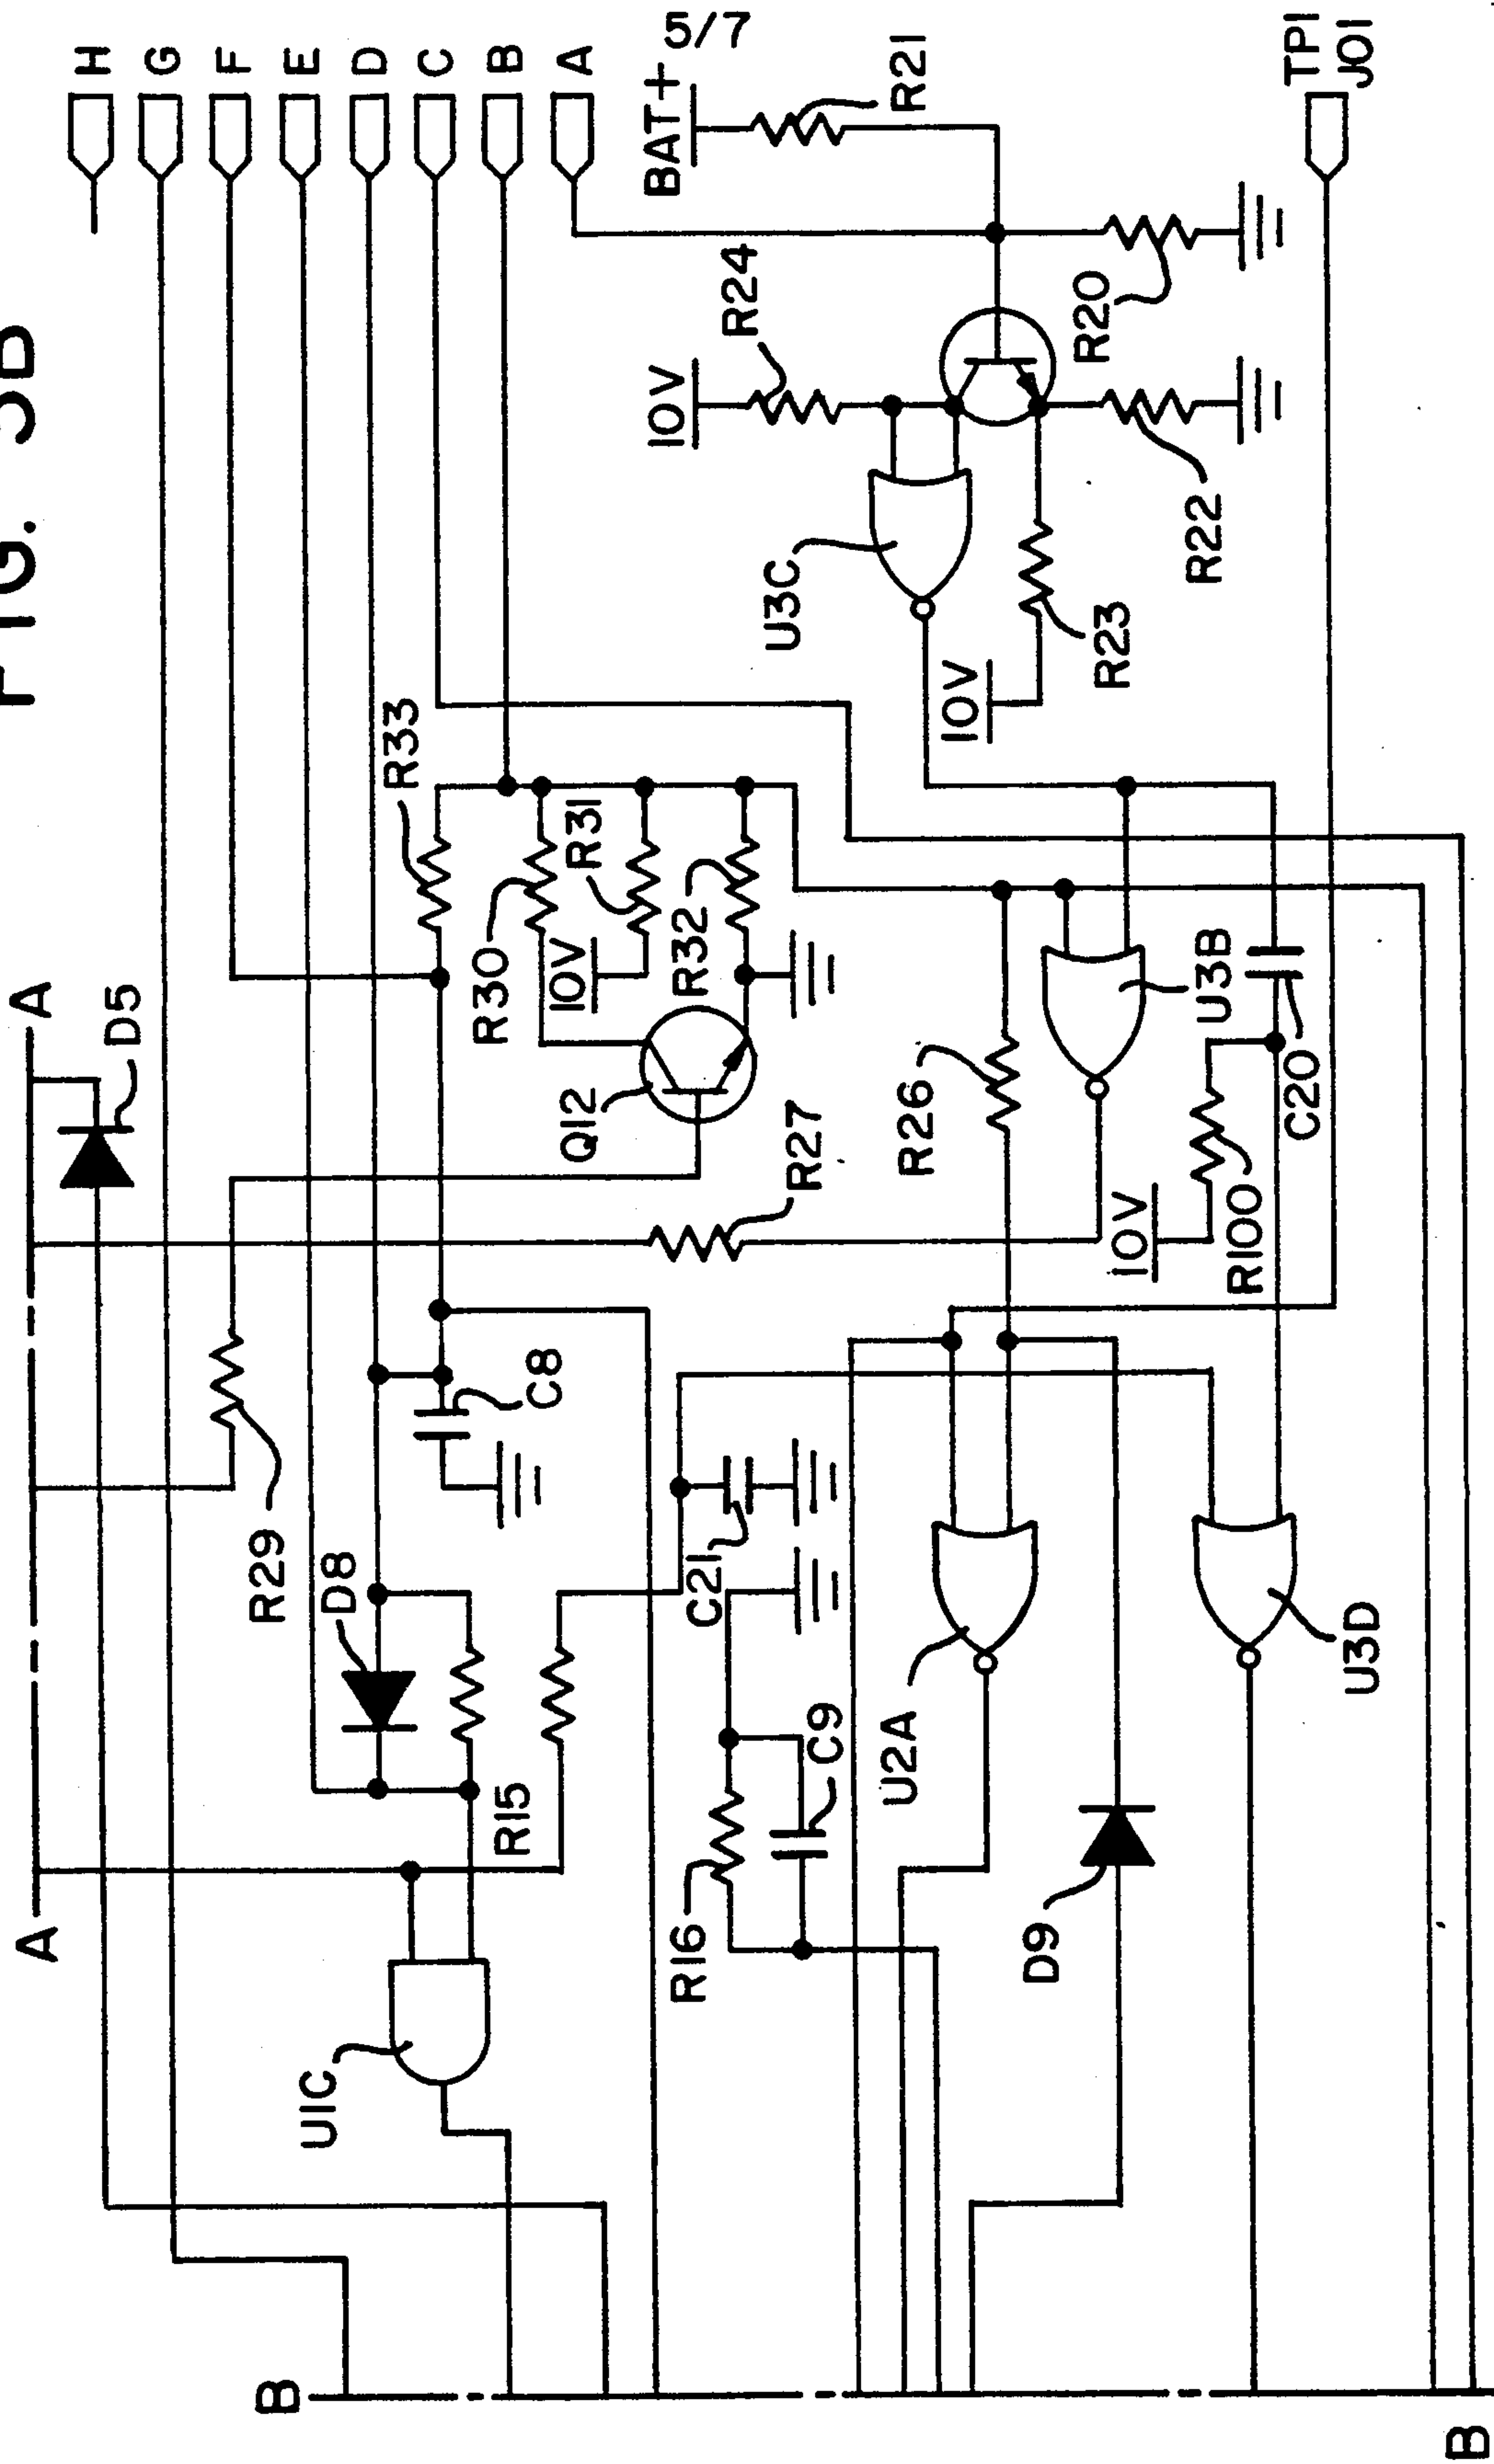 FIG. 3B
5/7
H
G
F
E
D
C
B
A
BAT+
R21
TP1
J01
R24
10V
R20
R22
U3C
R23
10V
R33
R30
R31
10V
R32
Q12
R27
A
D5
R26
U3B
C20
10V
R100
R29
D8
C8
C21
U3D
U2A
C9
R16
D9
R15
A
U1C
B
B